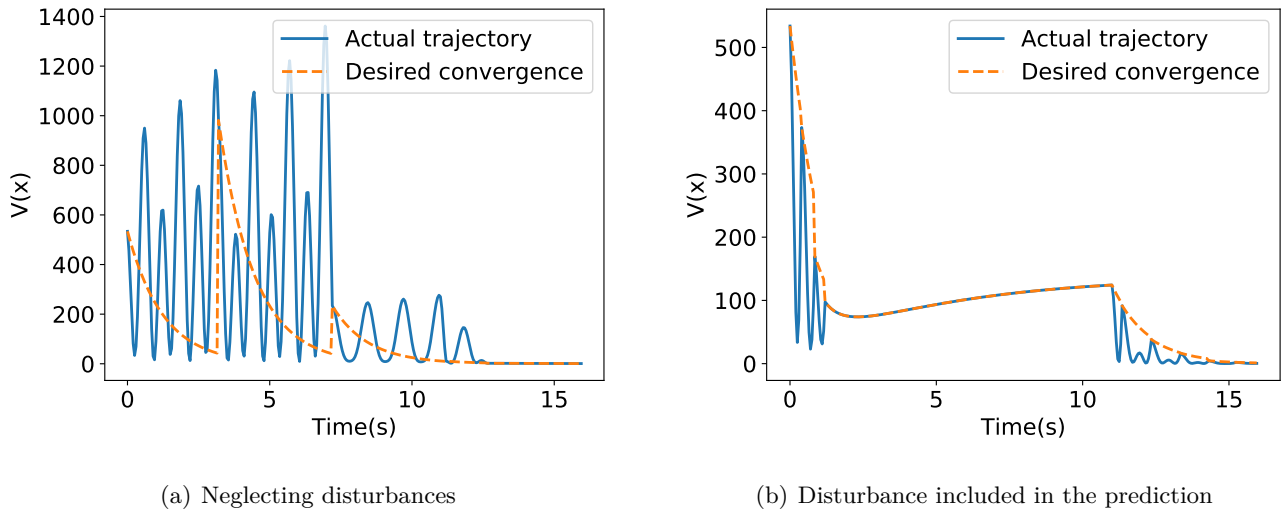 1400
1200
1000
800
600
400
200
0
V(x)
0
5
10
15
Time(s)
Actual trajectory
Desired convergence
(a) Neglecting disturbances
500
400
300
200
100
0
V(x)
0
5
10
15
Time(s)
Actual trajectory
Desired convergence
(b) Disturbance included in the prediction